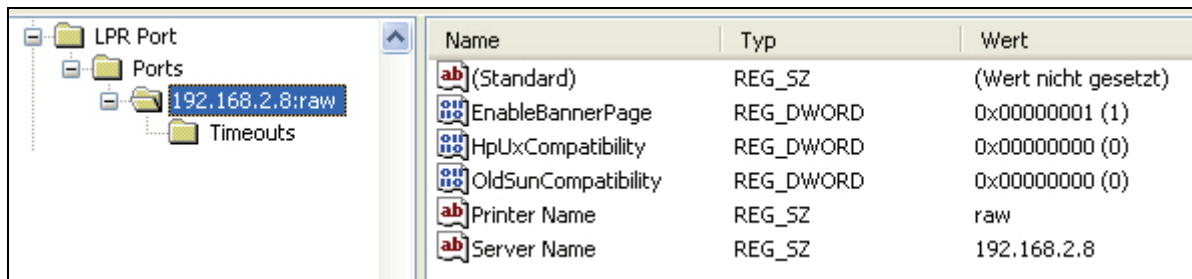 LPR Port
Ports
192.168.2.8:raw
Timeouts
Name Typ Wert
(Standard) REG_SZ (Wert nicht gesetzt)
EnableBannerPage REG_DWORD 0x00000001 (1)
HpUxCompatibility REG_DWORD 0x00000000 (0)
OldSunCompatibility REG_DWORD 0x00000000 (0)
Printer Name REG_SZ raw
Server Name REG_SZ 192.168.2.8